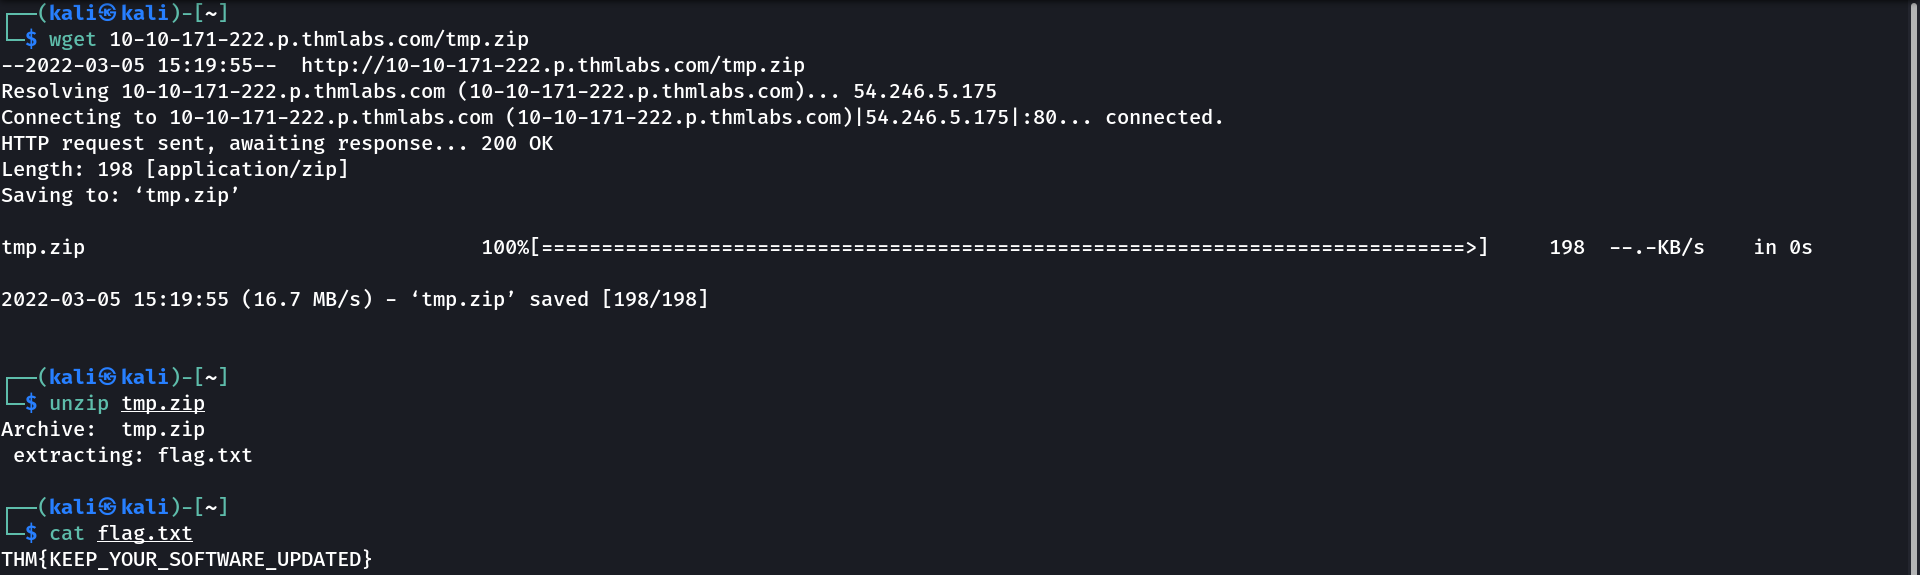 ┌──(kali㉿kali)-[~]
└─$ wget 10-10-171-222.p.thmlabs.com/tmp.zip
--2022-03-05 15:19:55--  http://10-10-171-222.p.thmlabs.com/tmp.zip
Resolving 10-10-171-222.p.thmlabs.com (10-10-171-222.p.thmlabs.com)... 54.246.5.175
Connecting to 10-10-171-222.p.thmlabs.com (10-10-171-222.p.thmlabs.com)|54.246.5.175|:80... connected.
HTTP request sent, awaiting response... 200 OK
Length: 198 [application/zip]
Saving to: ‘tmp.zip’
tmp.zip                                 100%[=============================================================================>]     198  --.-KB/s    in 0s
2022-03-05 15:19:55 (16.7 MB/s) - ‘tmp.zip’ saved [198/198]
┌──(kali㉿kali)-[~]
└─$ unzip tmp.zip
Archive:  tmp.zip
 extracting: flag.txt
┌──(kali㉿kali)-[~]
└─$ cat flag.txt
THM{KEEP_YOUR_SOFTWARE_UPDATED}